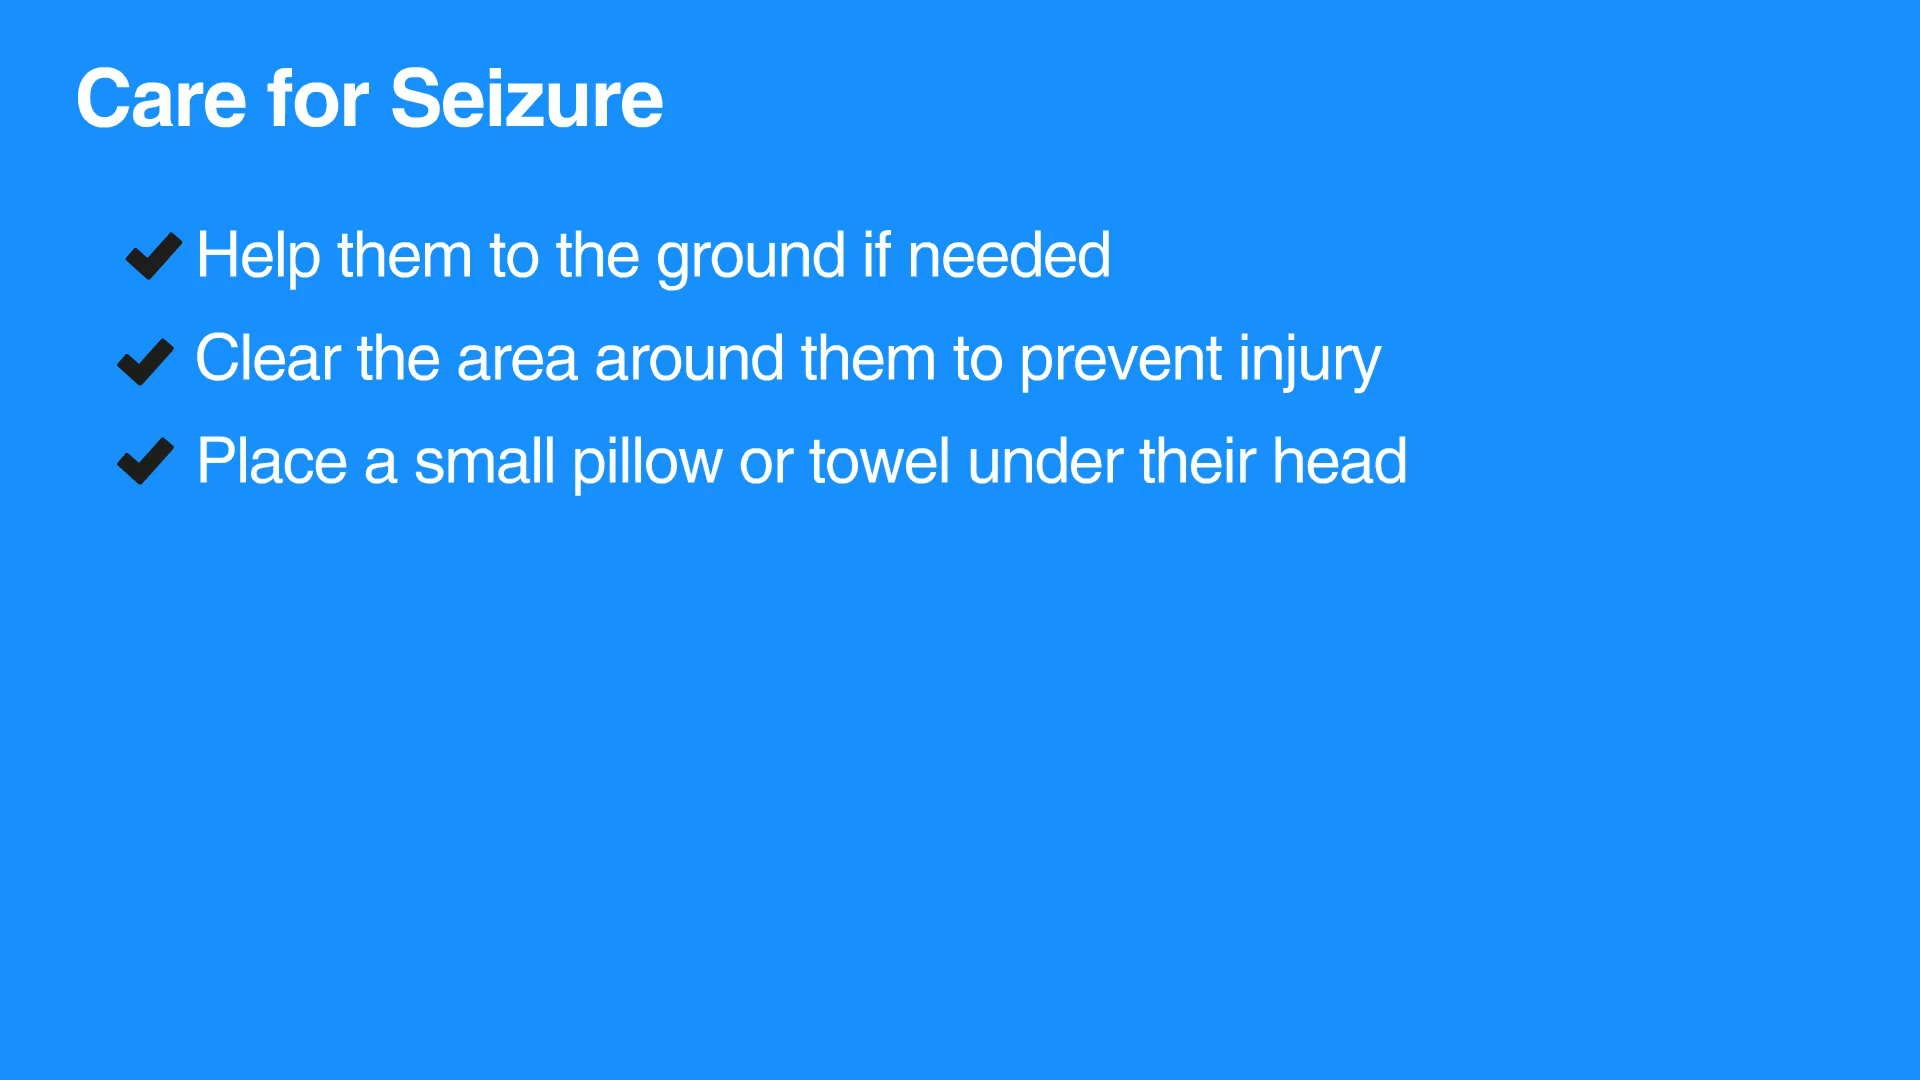 Care for Seizure
Help them to the ground if needed
Clear the area around them to prevent injury
Place a small pillow or towel under their head